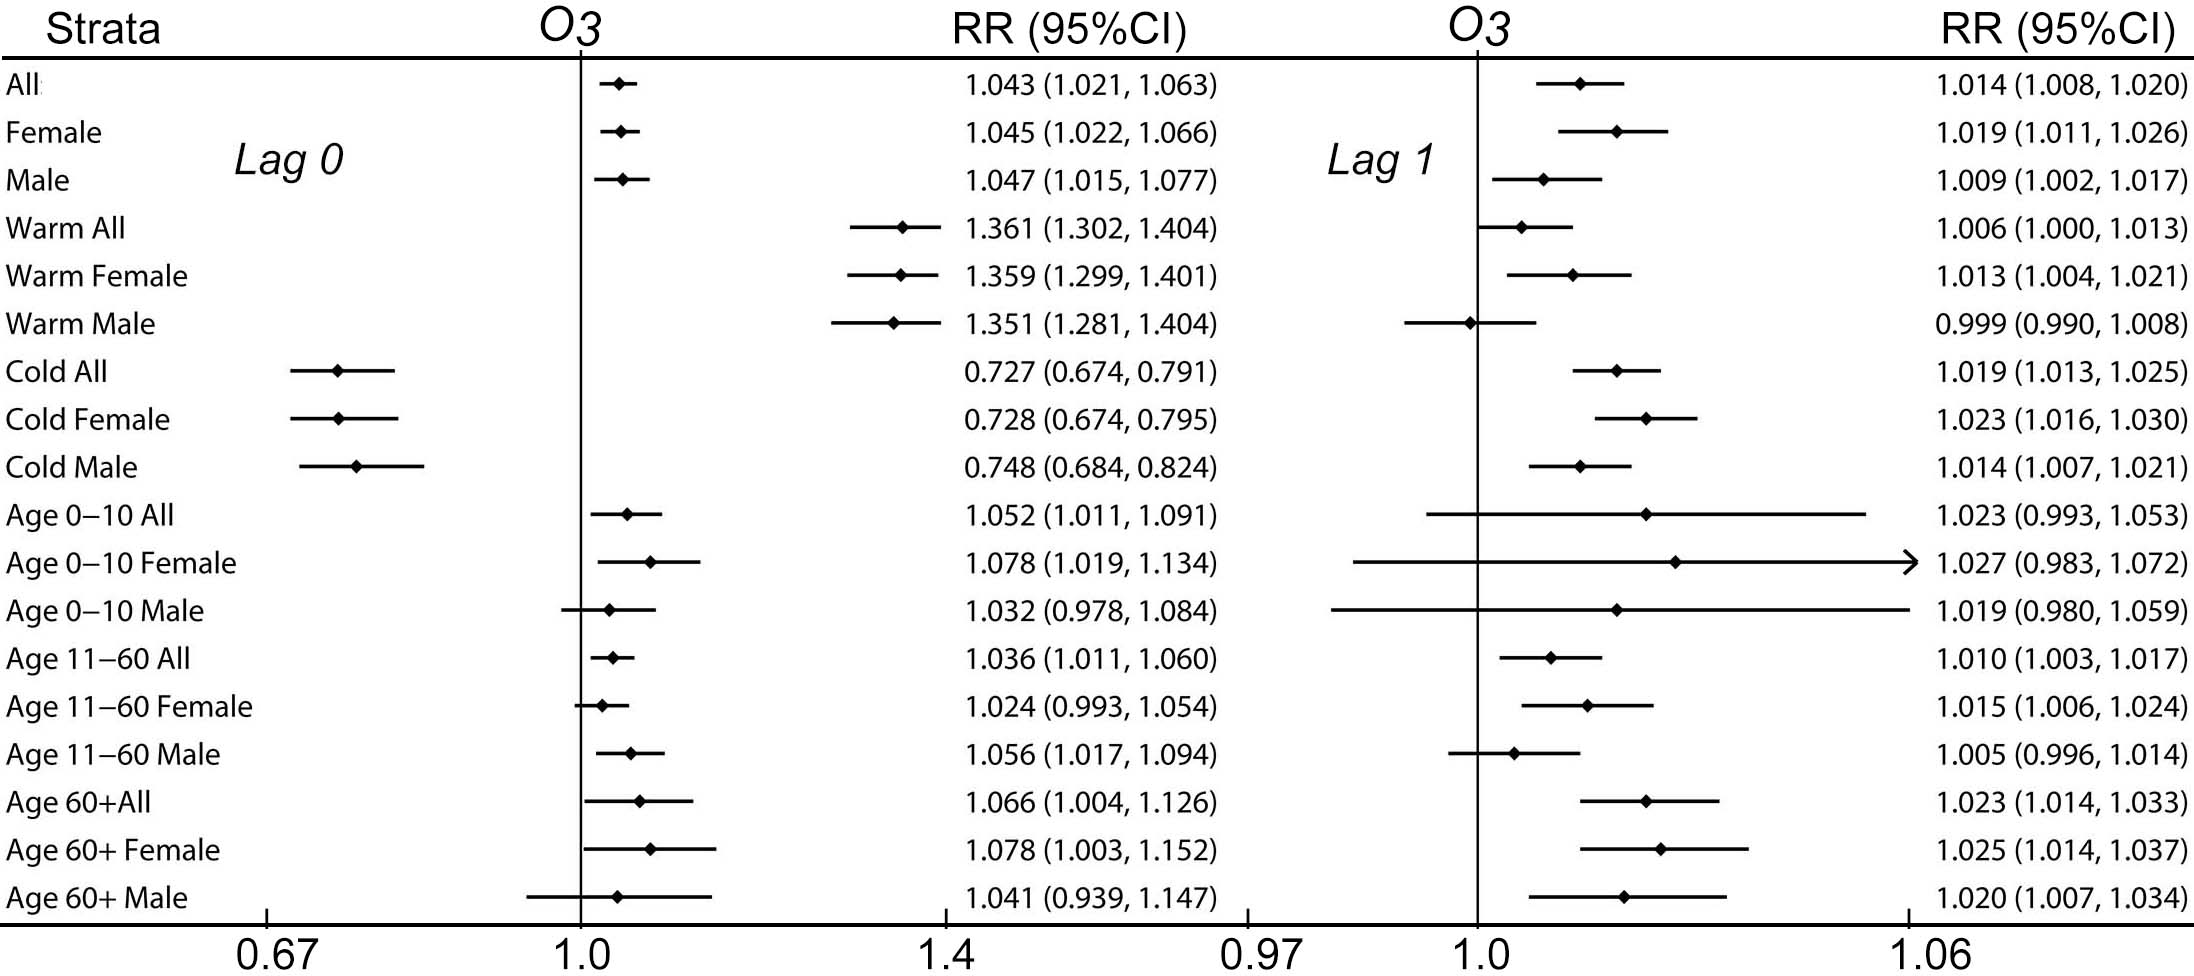 Strata O3 RR (95%CI) O3 RR (95%CI)
All 1.043 (1.021, 1.063) 1.014 (1.008, 1.020)
Female 1.045 (1.022, 1.066) 1.019 (1.011, 1.026)
Lag 0 Lag 1
Male 1.047 (1.015, 1.077) 1.009 (1.002, 1.017)
Warm All 1.361 (1.302, 1.404) 1.006 (1.000, 1.013)
Warm Female 1.359 (1.299, 1.401) 1.013 (1.004, 1.021)
Warm Male 1.351 (1.281, 1.404) 0.999 (0.990, 1.008)
Cold All 0.727 (0.674, 0.791) 1.019 (1.013, 1.025)
Cold Female 0.728 (0.674, 0.795) 1.023 (1.016, 1.030)
Cold Male 0.748 (0.684, 0.824) 1.014 (1.007, 1.021)
Age 0–10 All 1.052 (1.011, 1.091) 1.023 (0.993, 1.053)
Age 0–10 Female 1.078 (1.019, 1.134) 1.027 (0.983, 1.072)
Age 0–10 Male 1.032 (0.978, 1.084) 1.019 (0.980, 1.059)
Age 11–60 All 1.036 (1.011, 1.060) 1.010 (1.003, 1.017)
Age 11–60 Female 1.024 (0.993, 1.054) 1.015 (1.006, 1.024)
Age 11–60 Male 1.056 (1.017, 1.094) 1.005 (0.996, 1.014)
Age 60+All 1.066 (1.004, 1.126) 1.023 (1.014, 1.033)
Age 60+ Female 1.078 (1.003, 1.152) 1.025 (1.014, 1.037)
Age 60+ Male 1.041 (0.939, 1.147) 1.020 (1.007, 1.034)
0.67 1.0 1.4 0.97 1.0 1.06